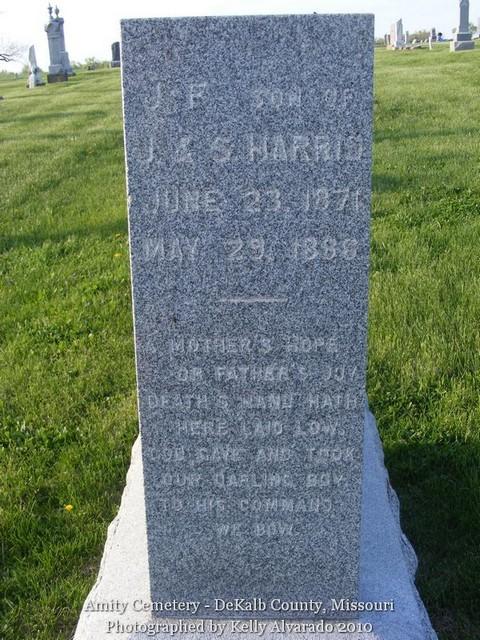 J. F. SON OF
J. & S. HARRIS
JUNE 23, 1871
MAY 29, 1886
MOTHER'S HOPE
OR FATHER'S JOY
DEATH'S HAND HATH
HERE LAID LOW
GOD GAVE AND TOOK
OUR DARLING BOY
TO HIS COMMAND
WE BOW
Amity Cemetery - DeKalb County, Missouri
Photographed by Kelly Alvarado 2010